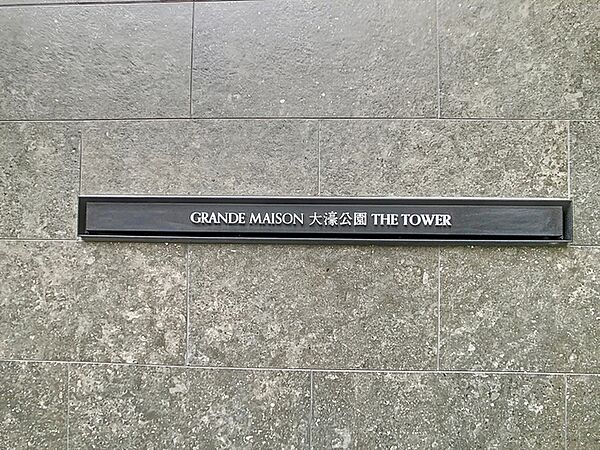 GRANDE MAISON 大濠公園 THE TOWER